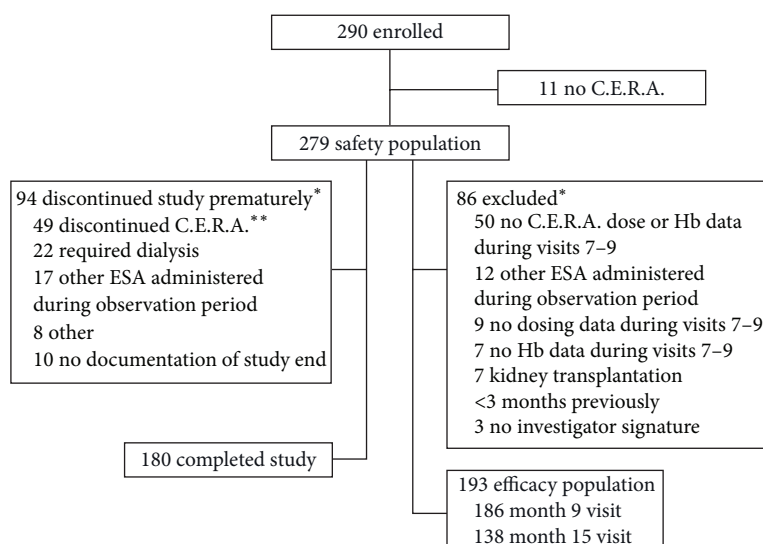 290 enrolled
11 no C.E.R.A.
279 safety population
94 discontinued study prematurely*
49 discontinued C.E.R.A.**
22 required dialysis
17 other ESA administered
during observation period
8 other
10 no documentation of study end
86 excluded*
50 no C.E.R.A. dose or Hb data
during visits 7–9
12 other ESA administered
during observation period
9 no dosing data during visits 7–9
7 no Hb data during visits 7–9
7 kidney transplantation
<3 months previously
3 no investigator signature
180 completed study
193 efficacy population
186 month 9 visit
138 month 15 visit